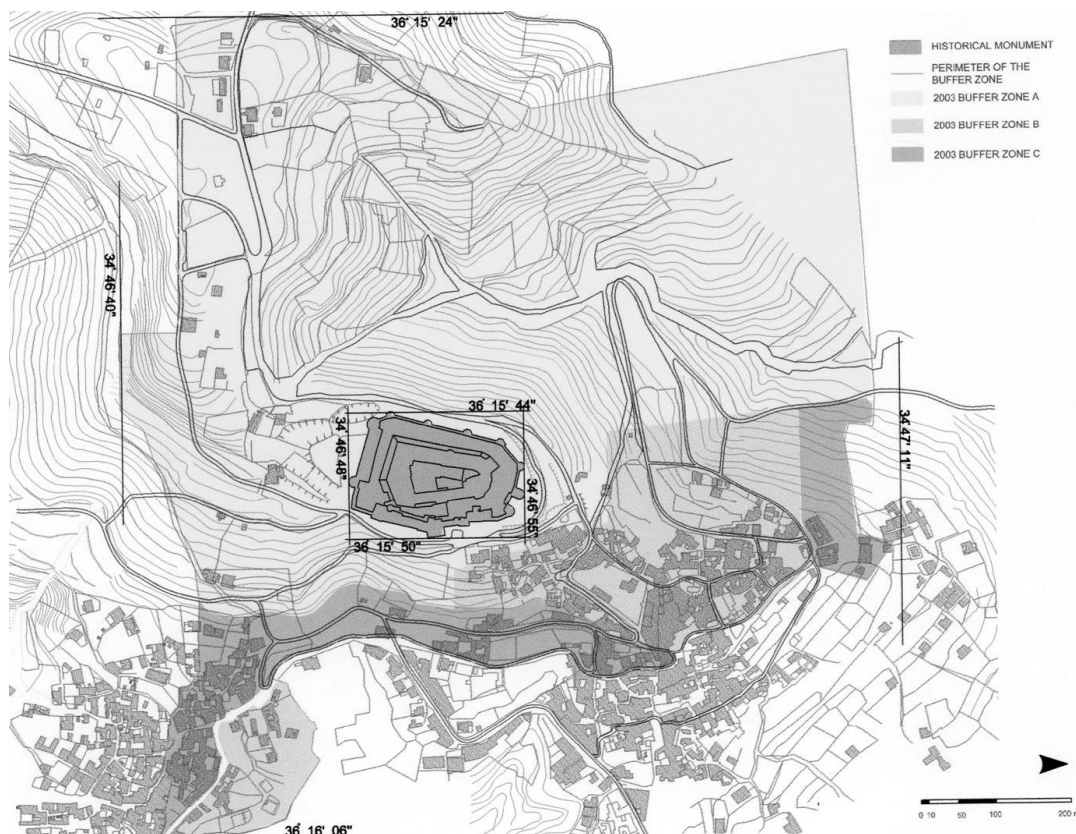 36° 15' 24"
HISTORICAL MONUMENT
PERIMETER OF THE
BUFFER ZONE
2003 BUFFER ZONE A
2003 BUFFER ZONE B
2003 BUFFER ZONE C
34° 46' 40"
36° 15' 44"
34° 46' 48"
34° 47' 11"
34° 46' 55"
36° 15' 50"
0 10 50 100 200
36° 16' 06"